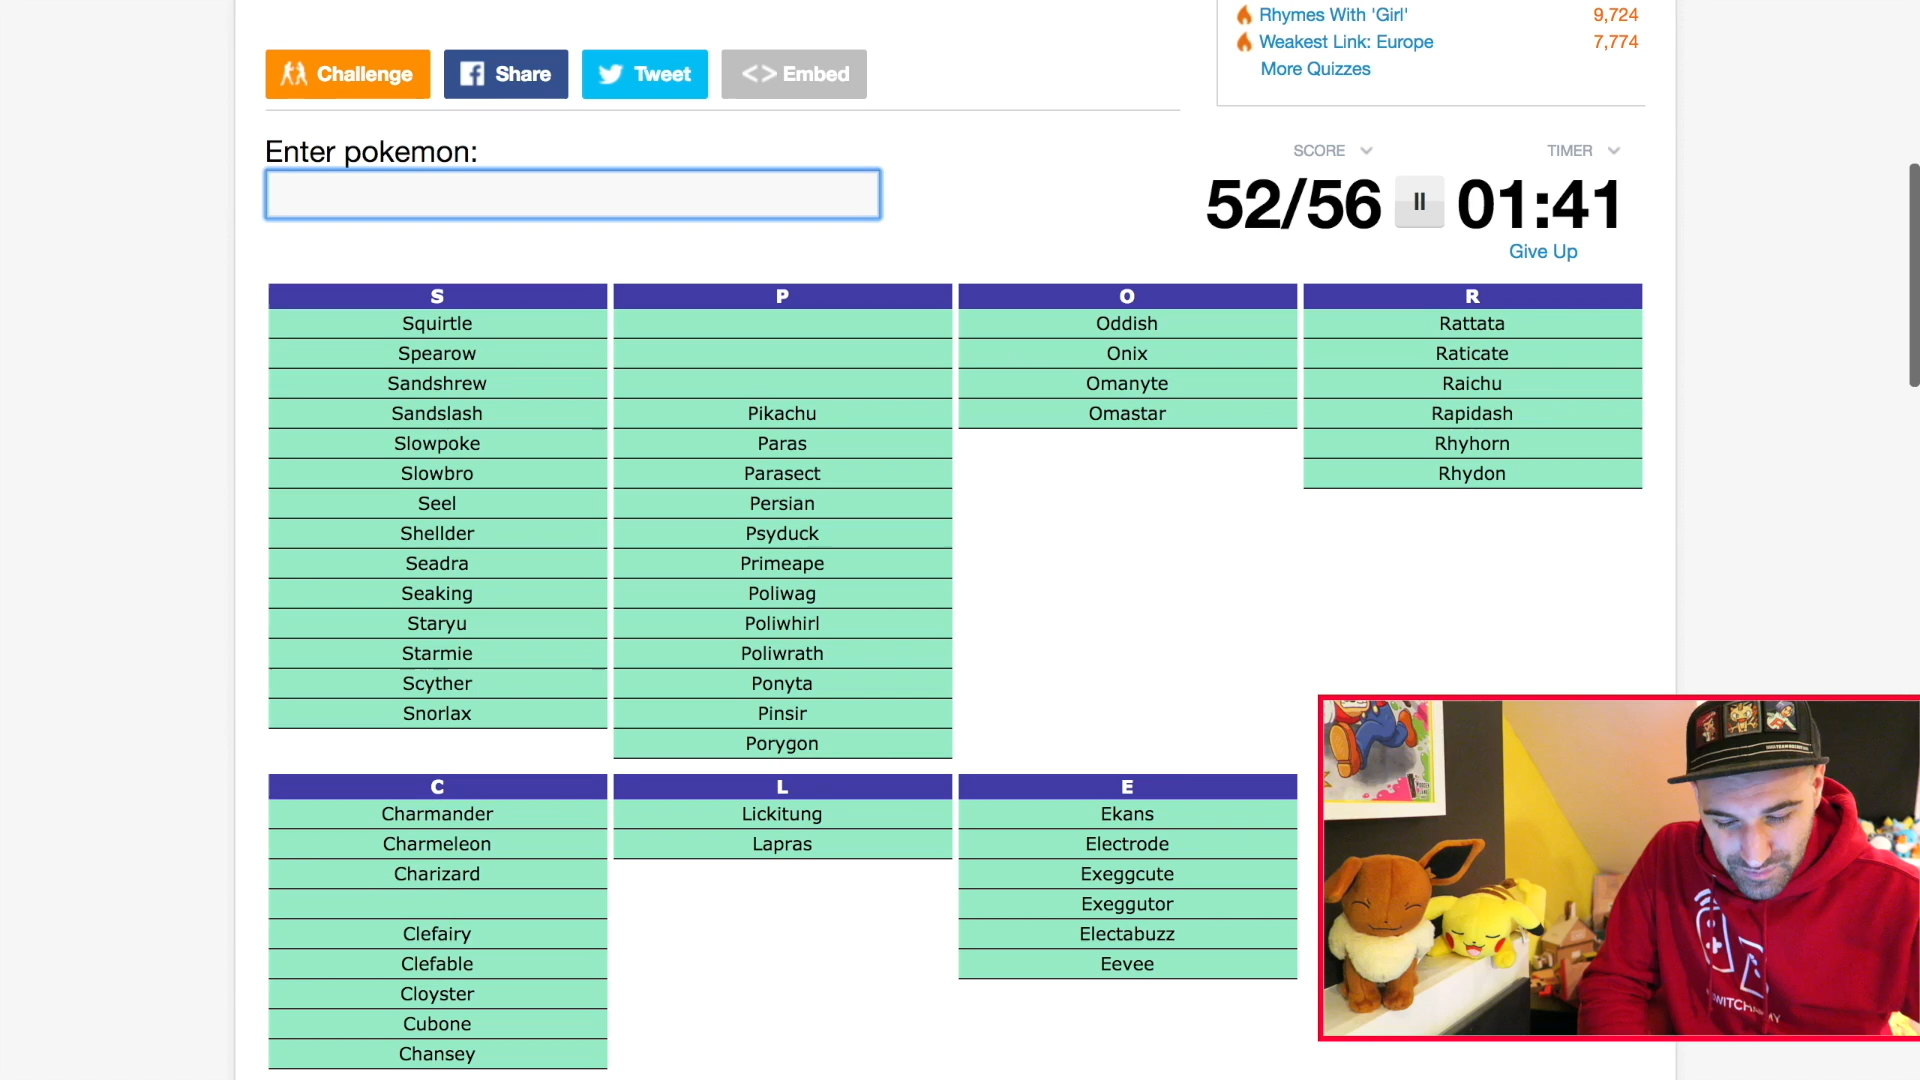 Rhymes With 'Girl' 9,724
Weakest Link: Europe 7,774
More Quizzes
Challenge Share Tweet <> Embed
Enter pokemon:
SCORE TIMER
52/56 01:41
Give Up
S P O R
Squirtle Oddish Rattata
Spearow Onix Raticate
Sandshrew Omanyte Raichu
Sandslash Pikachu Omastar Rapidash
Slowpoke Paras Rhyhorn
Slowbro Parasect Rhydon
Seel Persian
Shellder Psyduck
Seadra Primeape
Seaking Poliwag
Staryu Poliwhirl
Starmie Poliwrath
Scyther Ponyta
Snorlax Pinsir
Porygon
C L E
Charmander Lickitung Ekans
Charmeleon Lapras Electrode
Charizard Exeggcute
Exeggutor
Clefairy Electabuzz
Clefable Eevee
Cloyster
Cubone
Chansey